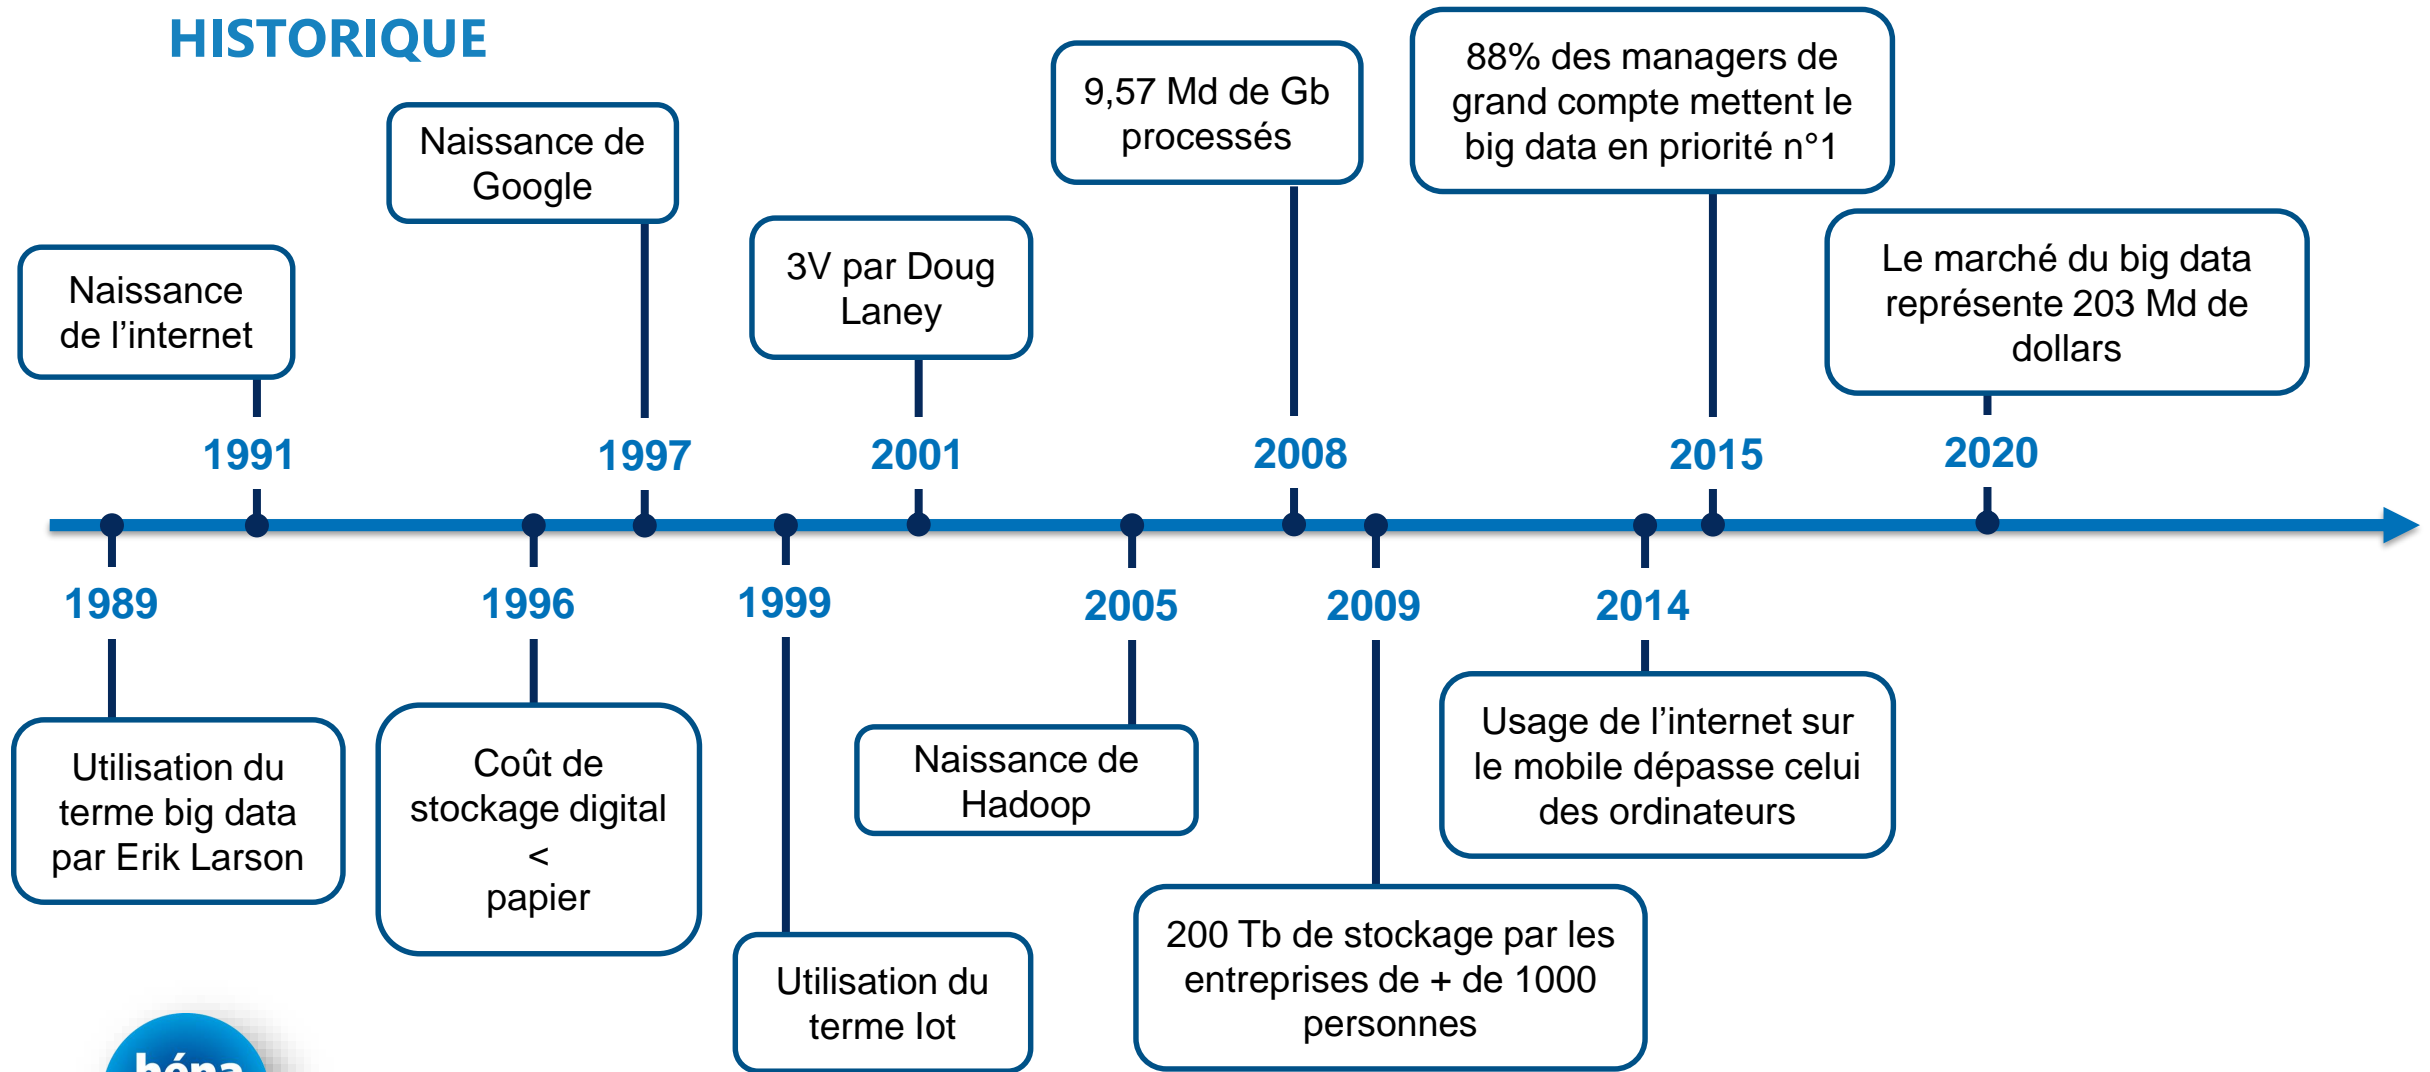 HISTORIQUE
Naissance
de l’internet
1991
Naissance de
Google
1997
3V par Doug
Laney
2001
9,57 Md de Gb
processés
2008
88% des managers de
grand compte mettent le
big data en priorité n°1
2015
Le marché du big data
représente 203 Md de
dollars
2020
1989
Utilisation du
terme big data
par Erik Larson
1996
Coût de
stockage digital
<
papier
1999
Utilisation du
terme Iot
2005
Naissance de
Hadoop
2009
200 Tb de stockage par les
entreprises de + de 1000
personnes
2014
Usage de l’internet sur
le mobile dépasse celui
des ordinateurs